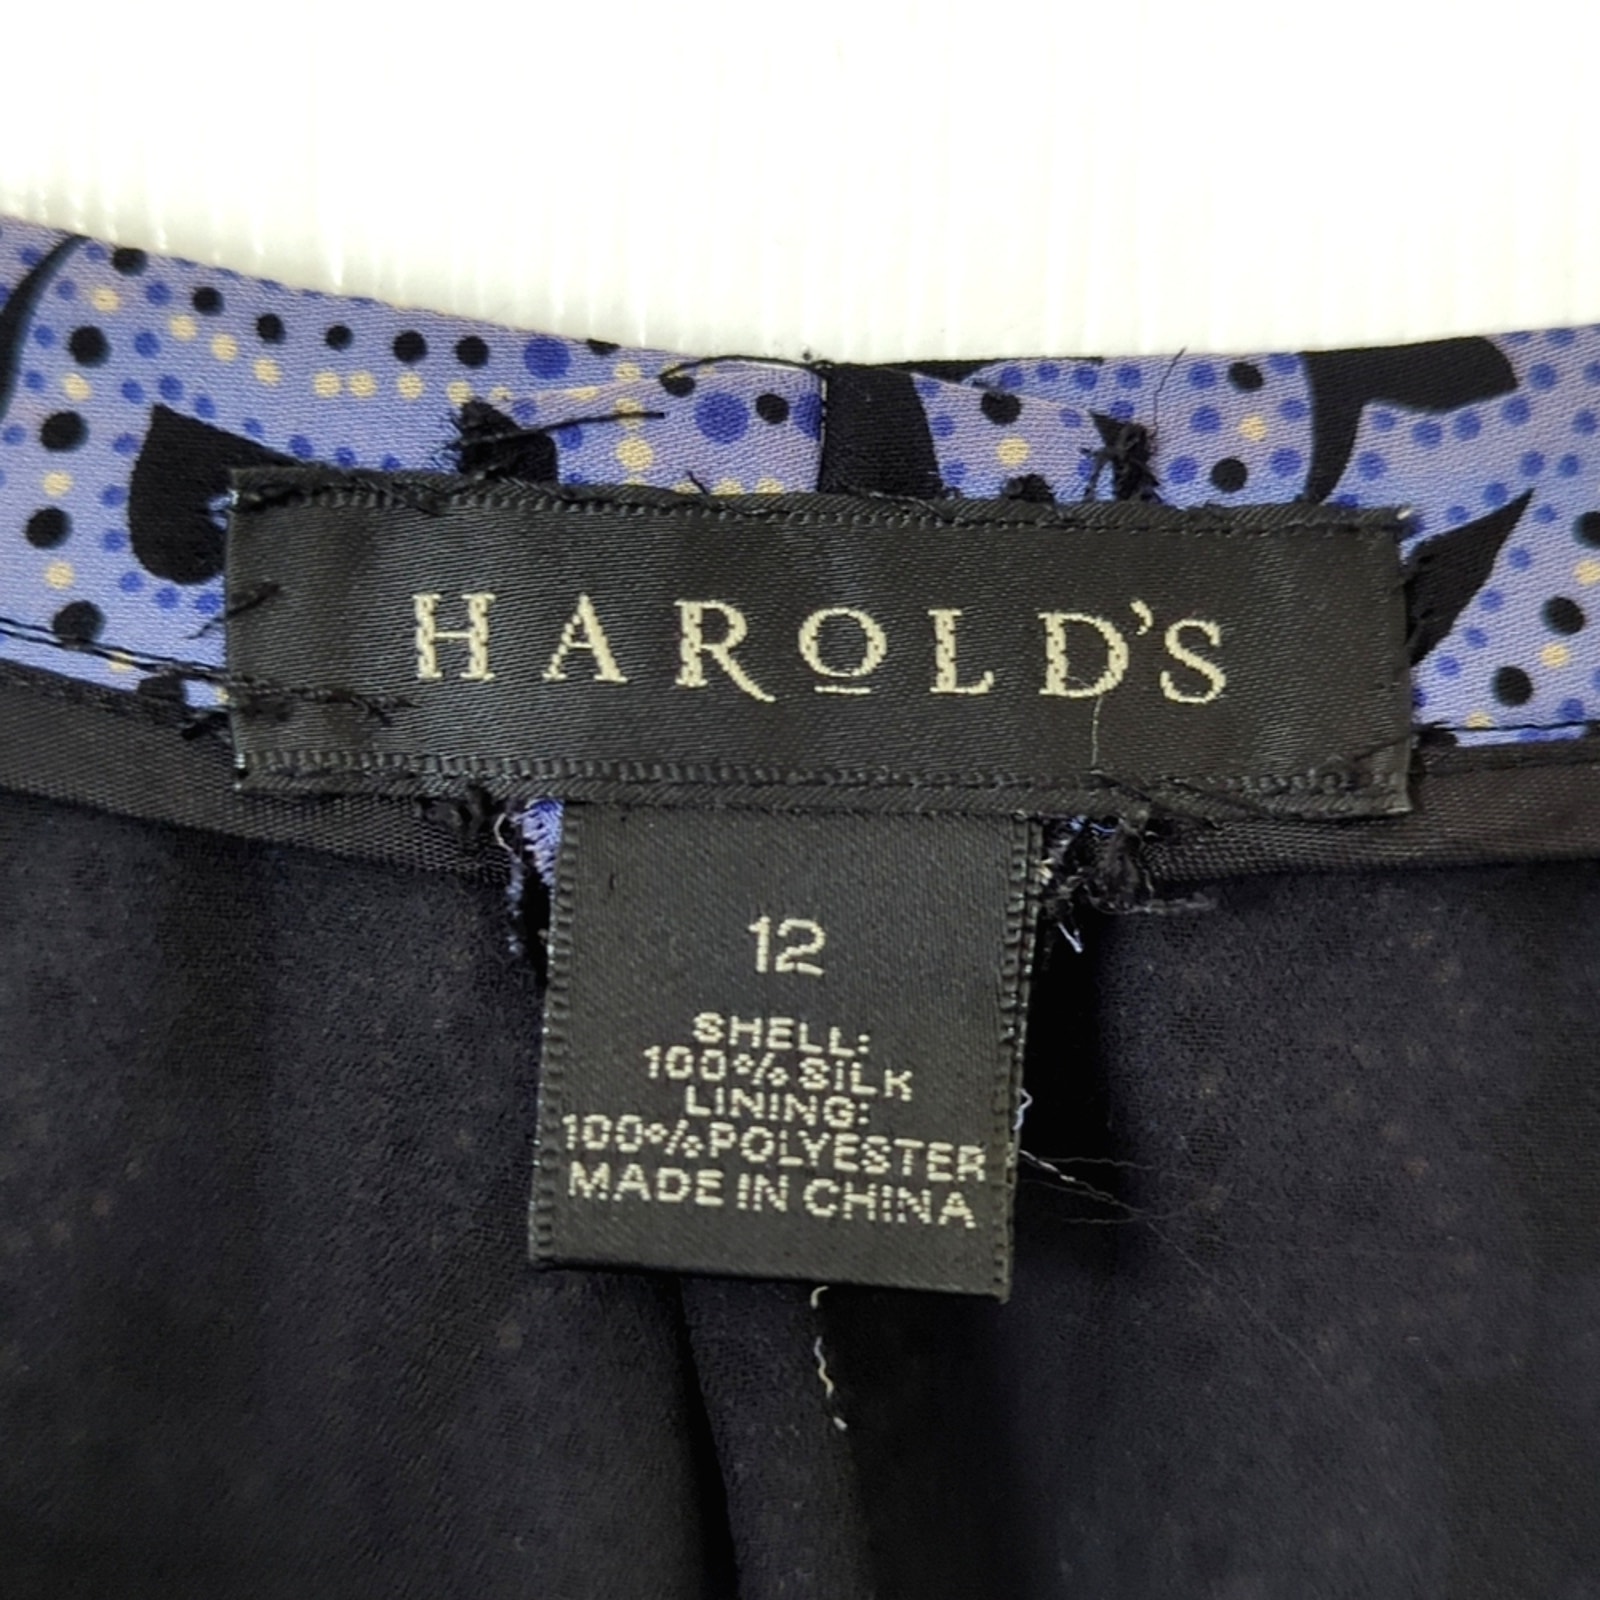 HAROLD'S
12
SHELL:
100% SILK
LINING:
100% POLYESTER
MADE IN CHINA